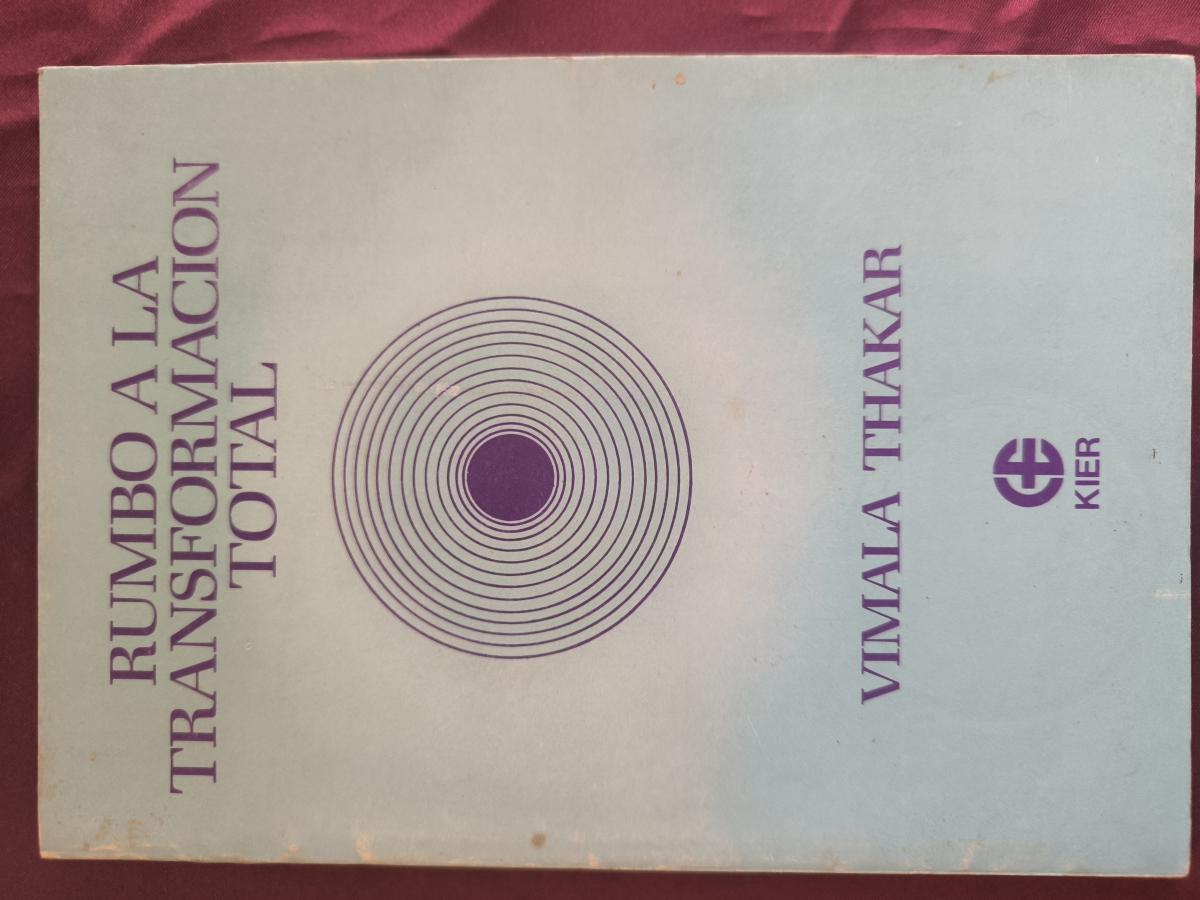 RUMBO A LA
TRANSFORMACION
TOTAL
VIMALA THAKAR
KIER